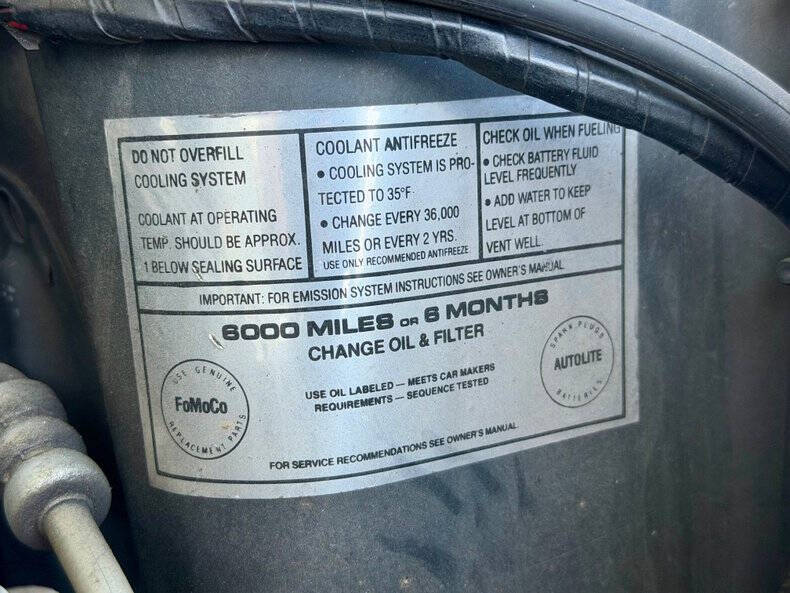 DO NOT OVERFILL
COOLING SYSTEM
COOLANT AT OPERATING
TEMP. SHOULD BE APPROX.
1 BELOW SEALING SURFACE
COOLANT ANTIFREEZE
• COOLING SYSTEM IS PRO-
TECTED TO 35°F
• CHANGE EVERY 36,000
MILES OR EVERY 2 YRS.
USE ONLY RECOMMENDED ANTIFREEZE
CHECK OIL WHEN FUELING
• CHECK BATTERY FLUID
LEVEL FREQUENTLY
• ADD WATER TO KEEP
LEVEL AT BOTTOM OF
VENT WELL.
IMPORTANT: FOR EMISSION SYSTEM INSTRUCTIONS SEE OWNER'S MANUAL
6000 MILES OR 6 MONTHS
CHANGE OIL & FILTER
USE OIL LABELED — MEETS CAR MAKERS
REQUIREMENTS — SEQUENCE TESTED
USE GENUINE
FoMoCo
REPLACEMENT PARTS
SPARK PLUGS
AUTOLITE
BATTERIES
FOR SERVICE RECOMMENDATIONS SEE OWNER'S MANUAL